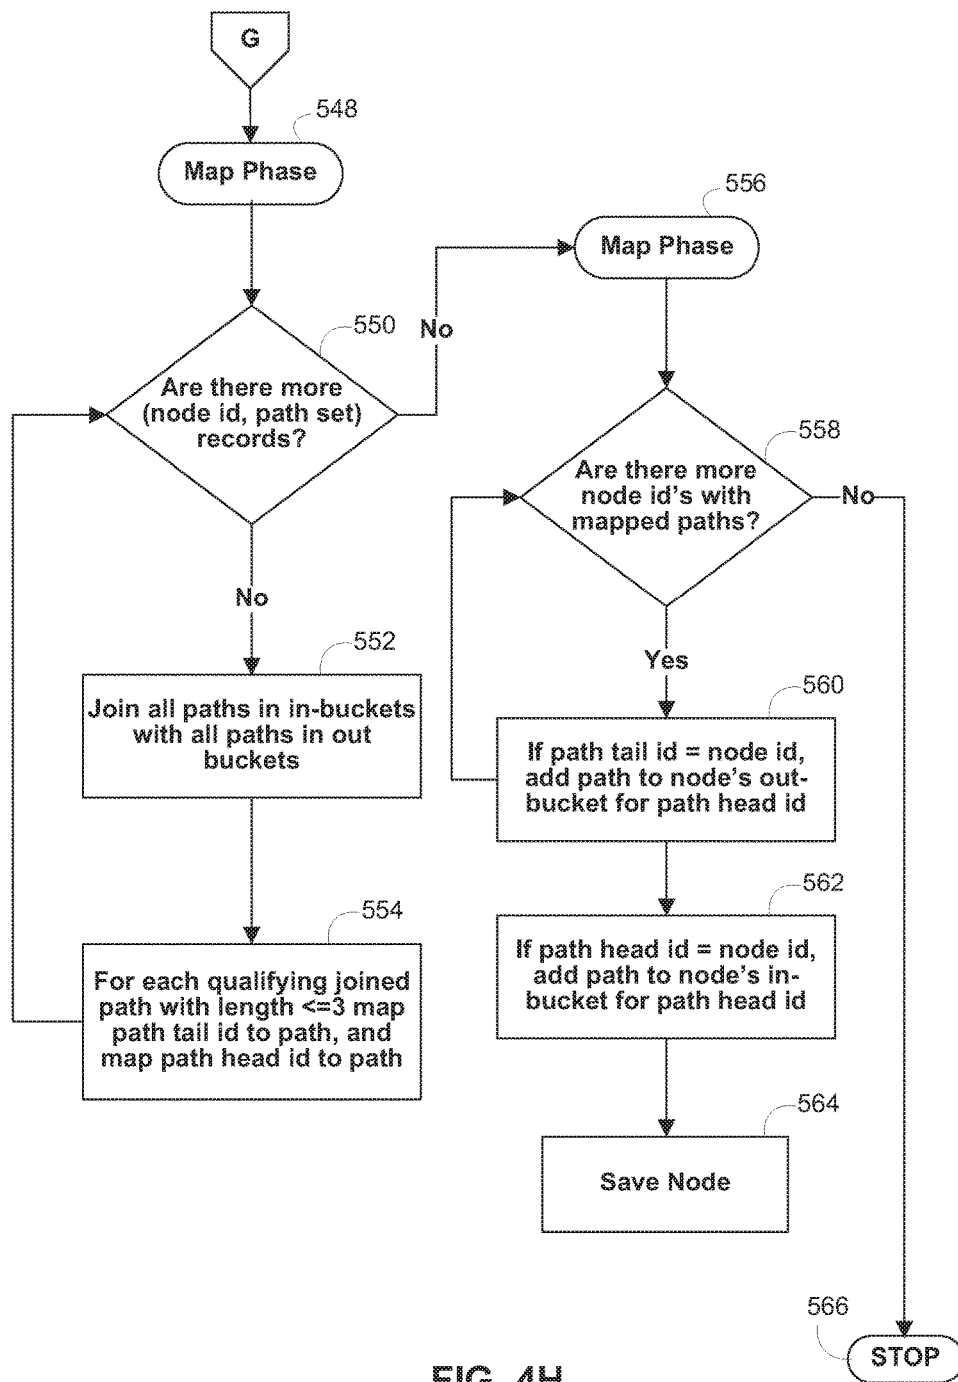 G
548
Map Phase
550
Are there more
(node id, path set)
records?
No
No
552
Join all paths in in-buckets
with all paths in out
buckets
554
For each qualifying joined
path with length <=3 map
path tail id to path, and
map path head id to path
556
Map Phase
558
Are there more
node id's with
mapped paths?
No
Yes
560
If path tail id = node id,
add path to node's out-
bucket for path head id
562
If path head id = node id,
add path to node's in-
bucket for path head id
564
Save Node
566
STOP
FIG. 4H